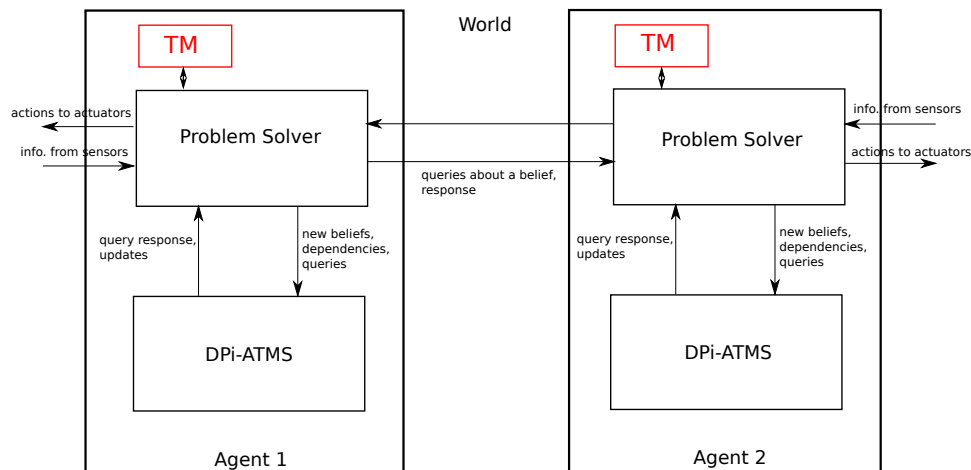 World
TM
TM
actions to actuators
info. from sensors
Problem Solver
queries about a belief,
response
Problem Solver
info. from sensors
actions to actuators
query response,
updates
new beliefs,
dependencies,
queries
query response,
updates
new beliefs,
dependencies,
queries
DPi-ATMS
DPi-ATMS
Agent 1
Agent 2